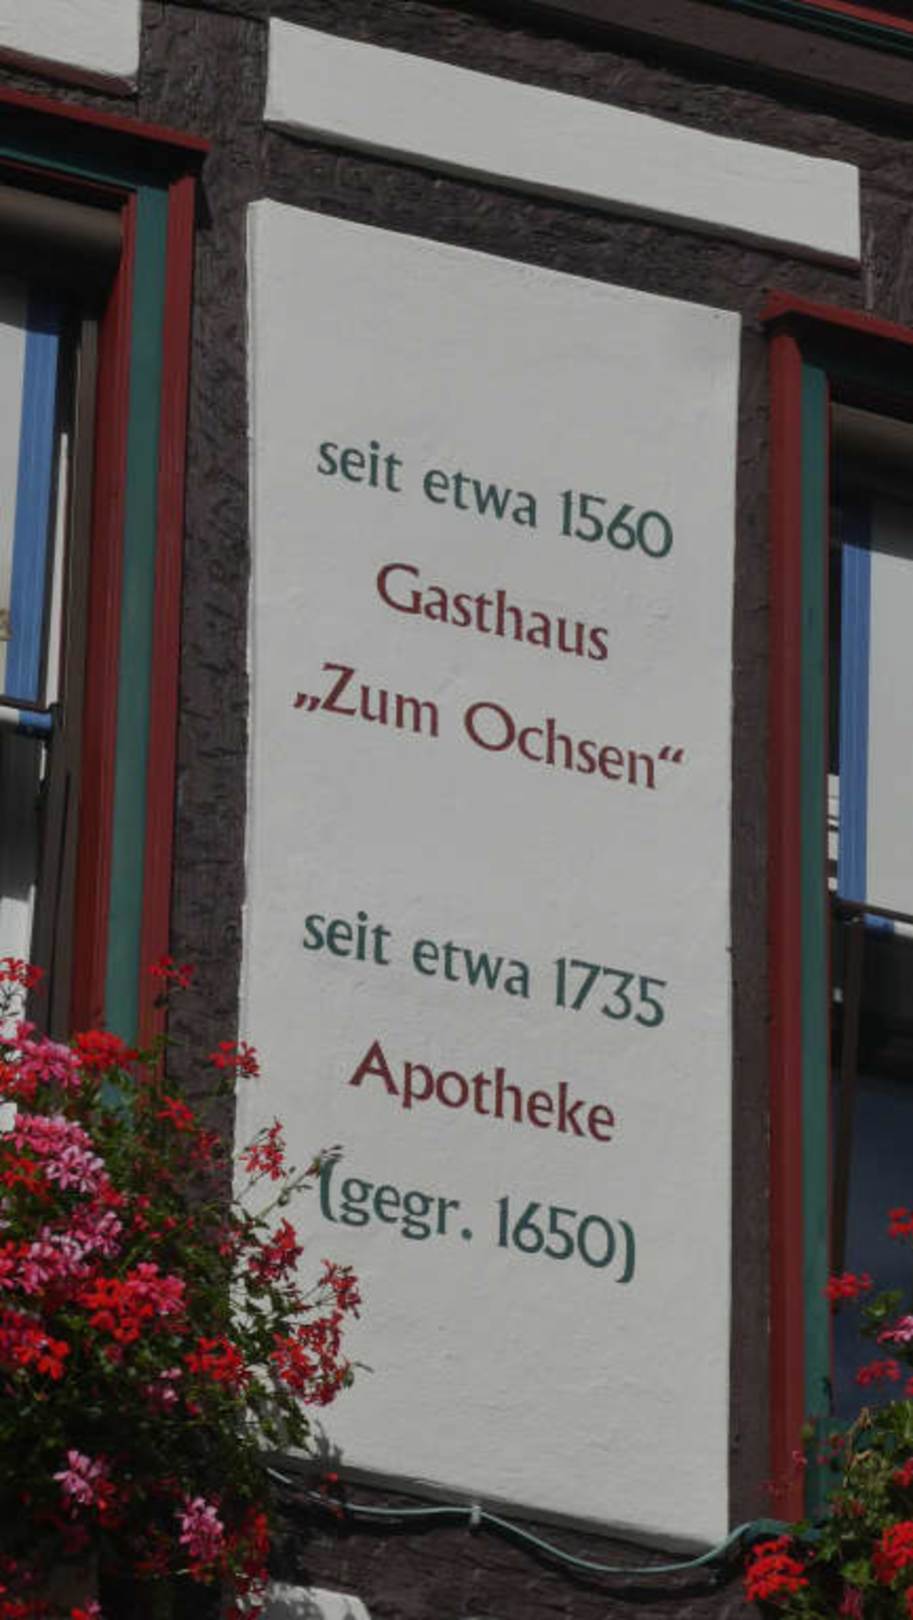 seit etwa 1560
Gasthaus
„Zum Ochsen“
seit etwa 1735
Apotheke
(gegr. 1650)